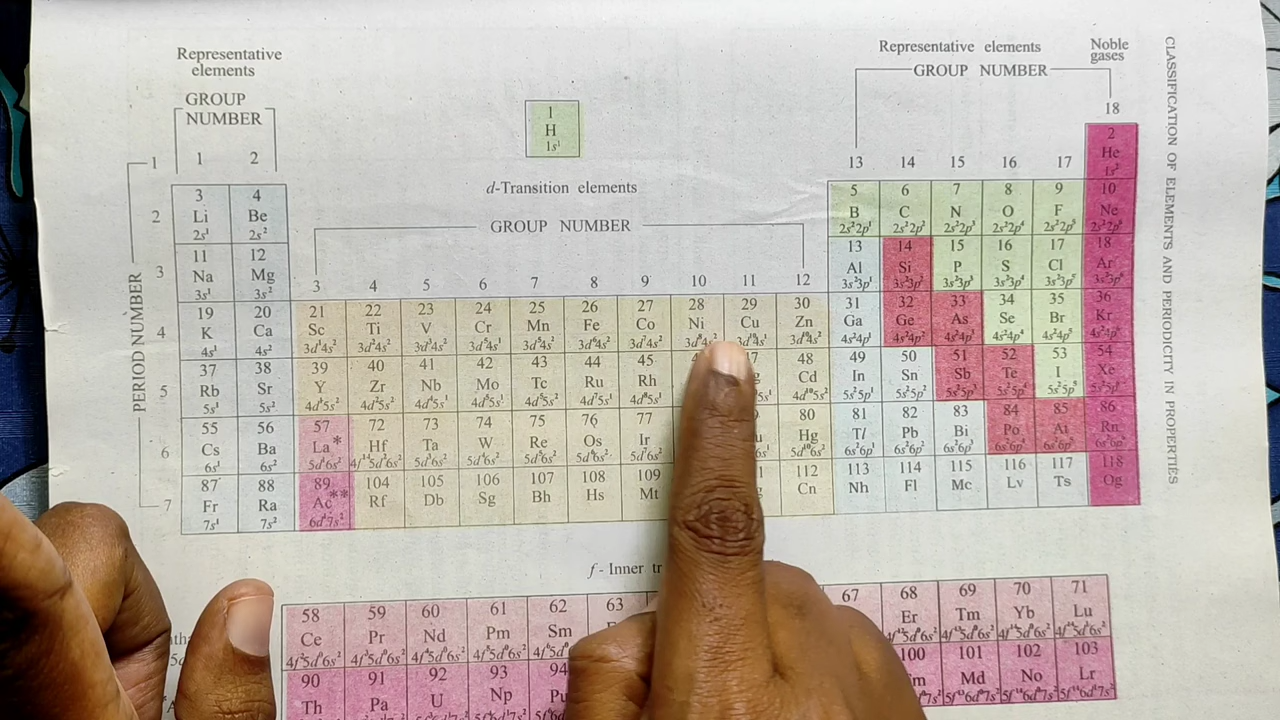 Representative
elements
GROUP
NUMBER
1 2
Representative elements
GROUP NUMBER
Noble
gases
18
13 14 15 16 17
1
H
1s¹
d-Transition elements
GROUP NUMBER
3 4 5 6 7 8 9 10 11 12
PERIOD NUMBER
1 2 3 4 5 6 7
2
He
1s²
3 4 5 6 7 8 9 10
Li Be B C N O F Ne
2s¹ 2s² 2s²2p¹ 2s²2p² 2s²2p³ 2s²2p⁴ 2s²2p⁵ 2s²2p⁶
11 12 13 14 15 16 17 18
Na Mg Al Si P S Cl Ar
3s¹ 3s² 3s²3p¹ 3s²3p² 3s²3p³ 3s²3p⁴ 3s²3p⁵ 3s²3p⁶
19 20 21 22 23 24 25 26 27 28 29 30 31 32 33 34 35 36
K Ca Sc Ti V Cr Mn Fe Co Ni Cu Zn Ga Ge As Se Br Kr
4s¹ 4s² 3d¹4s² 3d²4s² 3d³4s² 3d⁵4s¹ 3d⁵4s² 3d⁶4s² 3d⁷4s² 3d⁸4s² 3d¹⁰4s¹ 3d¹⁰4s² 4s²4p¹ 4s²4p² 4s²4p³ 4s²4p⁴ 4s²4p⁵ 4s²4p⁶
37 38 39 40 41 42 43 44 45 48 49 50 51 52 53 54
Rb Sr Y Zr Nb Mo Tc Ru Rh Cd In Sn Sb Te I Xe
5s¹ 5s² 4d¹5s² 4d²5s² 4d⁴5s¹ 4d⁵5s¹ 4d⁵5s² 4d⁷5s¹ 4d⁸5s¹ 4d¹⁰5s² 5s²5p¹ 5s²5p² 5s²5p³ 5s²5p⁴ 5s²5p⁵ 5s²5p⁶
55 56 57 72 73 74 75 76 77 80 81 82 83 84 85 86
Cs Ba La* Hf Ta W Re Os Ir Hg Tl Pb Bi Po At Rn
6s¹ 6s² 5d¹6s² 4f¹⁴5d²6s² 5d³6s² 5d⁴6s² 5d⁵6s² 5d⁶6s² 5d⁷6s² 5d¹⁰6s² 6s²6p¹ 6s²6p² 6s²6p³ 6s²6p⁴ 6s²6p⁵ 6s²6p⁶
87 88 89 104 105 106 107 108 109 112 113 114 115 116 117 118
Fr Ra Ac** Rf Db Sg Bh Hs Mt Cn Nh Fl Mc Lv Ts Og
7s¹ 7s² 6d¹7s²
f - Inner tr
58 59 60 61 62 63 67 68 69 70 71
Ce Pr Nd Pm Sm Er Tm Yb Lu
4f²5d⁰6s² 4f³5d⁰6s² 4f⁴5d⁰6s² 4f⁵5d⁰6s² 4f⁶5d⁰6s² 4f¹²5d⁰6s² 4f¹³5d⁰6s² 4f¹⁴5d⁰6s² 4f¹⁴5d¹6s²
90 91 92 93 94 100 101 102 103
Th Pa U Np Pu Md No Lr
CLASSIFICATION OF ELEMENTS AND PERIODICITY IN PROPERTIES